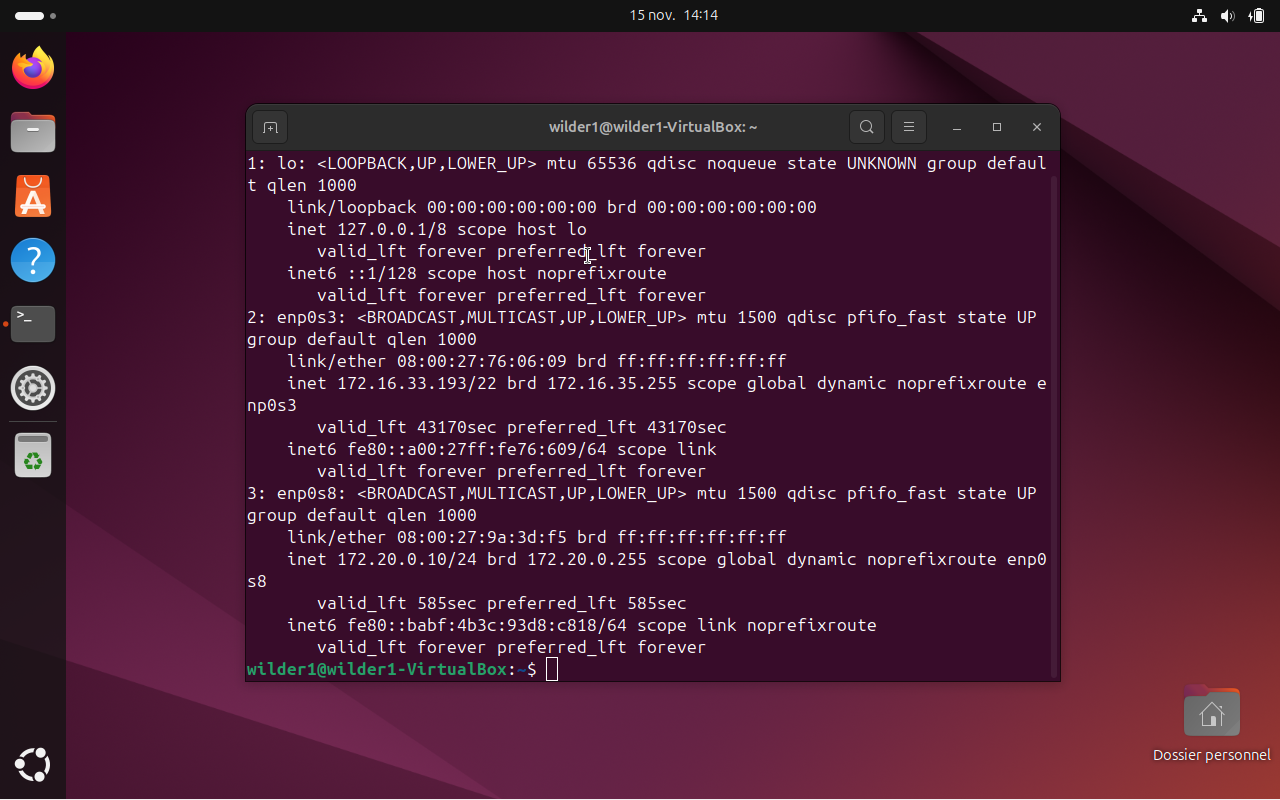 15 nov. 14:14
wilder1@wilder1-VirtualBox: ~
1: lo: <LOOPBACK,UP,LOWER_UP> mtu 65536 qdisc noqueue state UNKNOWN group defaul
t qlen 1000
    link/loopback 00:00:00:00:00:00 brd 00:00:00:00:00:00
    inet 127.0.0.1/8 scope host lo
       valid_lft forever preferred_lft forever
    inet6 ::1/128 scope host noprefixroute
       valid_lft forever preferred_lft forever
2: enp0s3: <BROADCAST,MULTICAST,UP,LOWER_UP> mtu 1500 qdisc pfifo_fast state UP
group default qlen 1000
    link/ether 08:00:27:76:06:09 brd ff:ff:ff:ff:ff:ff
    inet 172.16.33.193/22 brd 172.16.35.255 scope global dynamic noprefixroute e
np0s3
       valid_lft 43170sec preferred_lft 43170sec
    inet6 fe80::a00:27ff:fe76:609/64 scope link
       valid_lft forever preferred_lft forever
3: enp0s8: <BROADCAST,MULTICAST,UP,LOWER_UP> mtu 1500 qdisc pfifo_fast state UP
group default qlen 1000
    link/ether 08:00:27:9a:3d:f5 brd ff:ff:ff:ff:ff:ff
    inet 172.20.0.10/24 brd 172.20.0.255 scope global dynamic noprefixroute enp0
s8
       valid_lft 585sec preferred_lft 585sec
    inet6 fe80::babf:4b3c:93d8:c818/64 scope link noprefixroute
       valid_lft forever preferred_lft forever
wilder1@wilder1-VirtualBox:~$
Dossier personnel